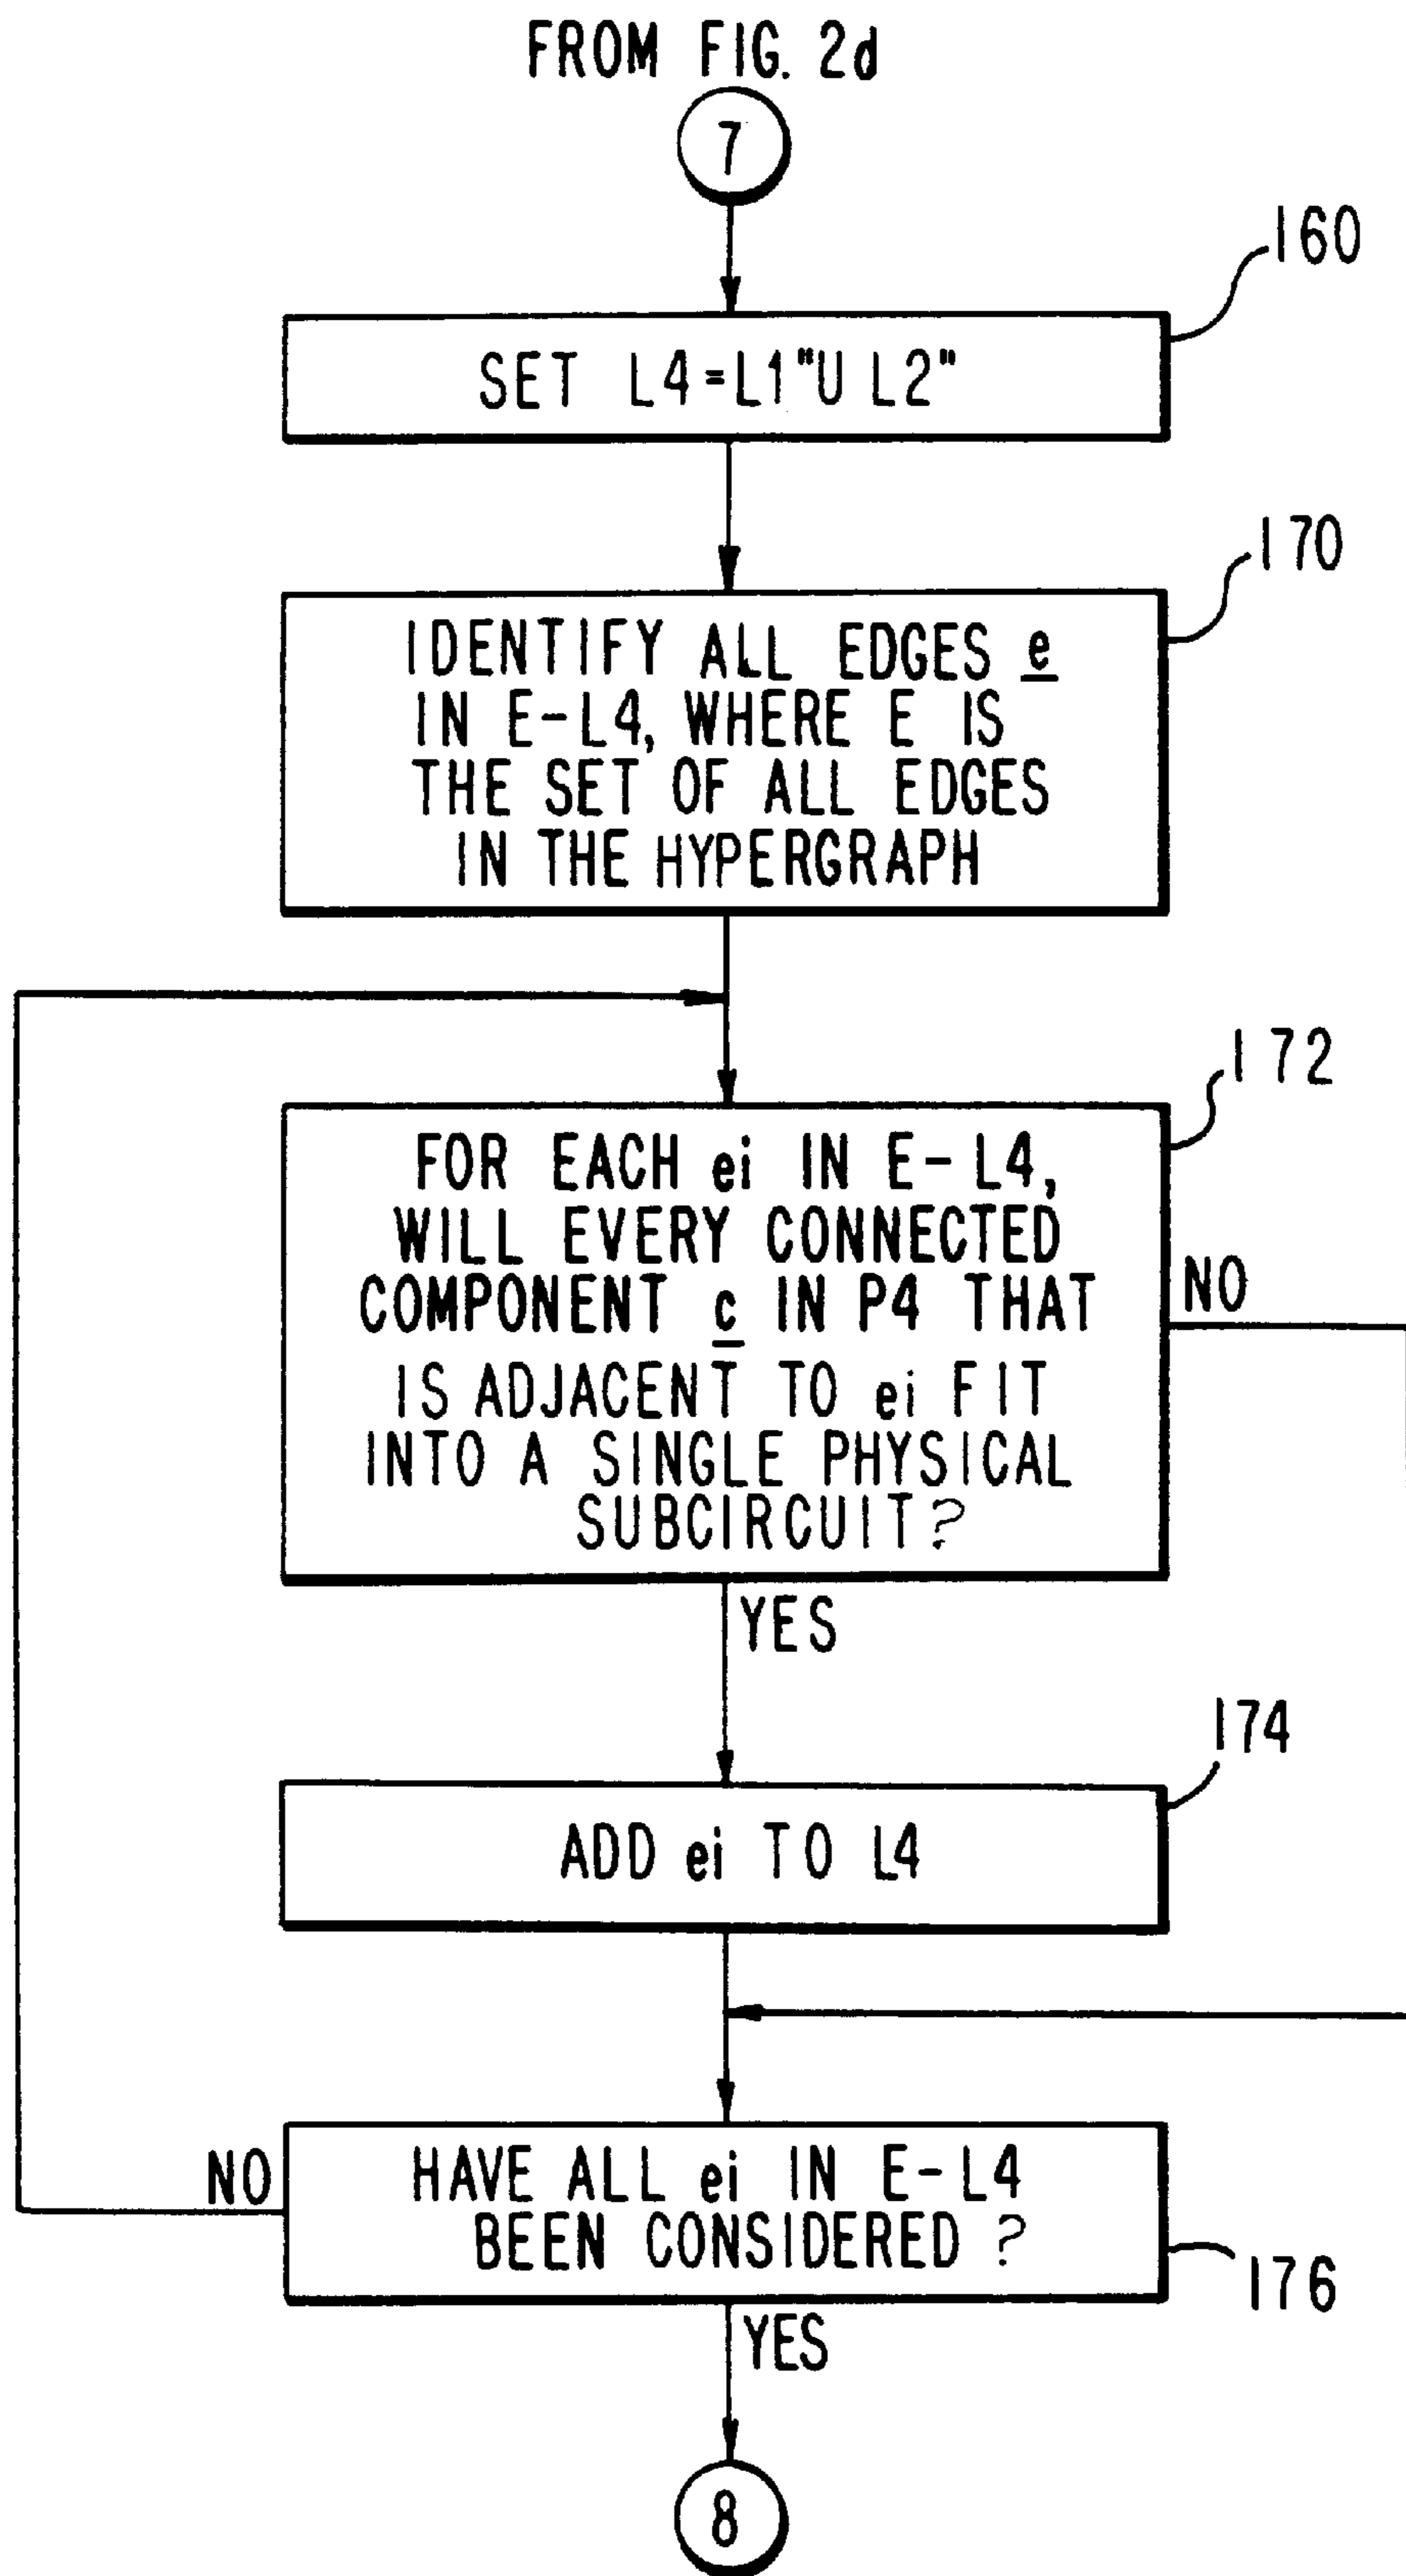 FROM FIG. 2d
7
160
SET L4=L1"U L2"
170
IDENTIFY ALL EDGES e
IN E-L4, WHERE E IS
THE SET OF ALL EDGES
IN THE HYPERGRAPH
172
FOR EACH ei IN E-L4,
WILL EVERY CONNECTED
COMPONENT c IN P4 THAT
IS ADJACENT TO ei FIT
INTO A SINGLE PHYSICAL
SUBCIRCUIT?
NO
YES
174
ADD ei TO L4
NO
HAVE ALL ei IN E-L4
BEEN CONSIDERED ?
176
YES
8